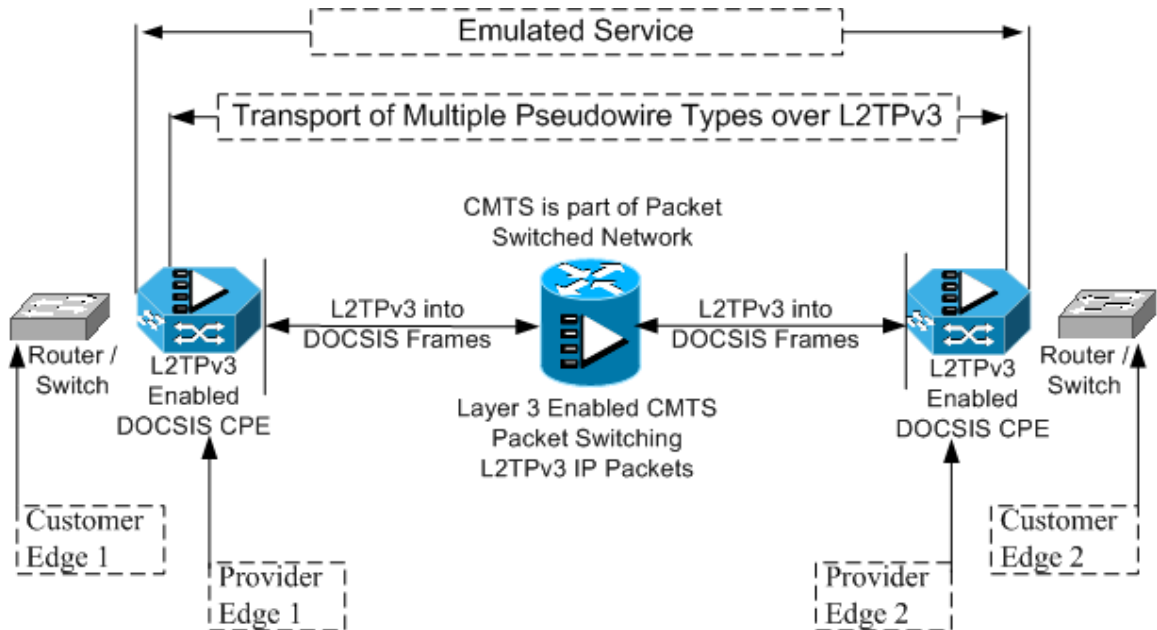 Emulated Service
Transport of Multiple Pseudowire Types over L2TPv3
CMTS is part of Packet
Switched Network
L2TPv3 into
DOCSIS Frames
L2TPv3 into
DOCSIS Frames
Router /
Switch
L2TPv3
Enabled
DOCSIS CPE
Layer 3 Enabled CMTS
Packet Switching
L2TPv3 IP Packets
L2TPv3
Enabled
DOCSIS CPE
Router /
Switch
Customer
Edge 1
Provider
Edge 1
Provider
Edge 2
Customer
Edge 2